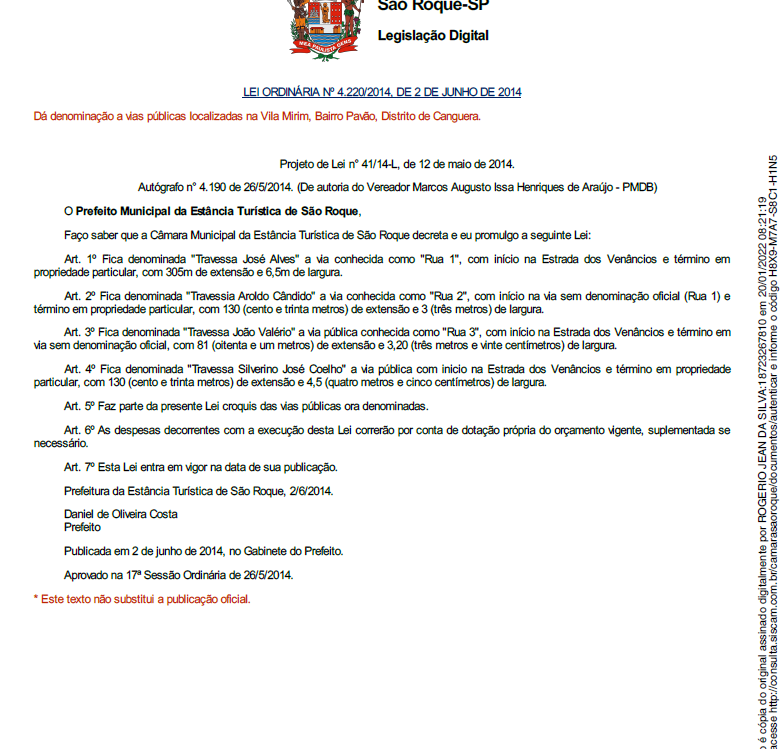 São Roque-SP
Legislação Digital
LEI ORDINÁRIA Nº 4.220/2014, DE 2 DE JUNHO DE 2014
Dá denominação a vias públicas localizadas na Vila Mirim, Bairro Pavão, Distrito de Canguera.
Projeto de Lei n° 41/14-L, de 12 de maio de 2014.
Autógrafo n° 4.190 de 26/5/2014. (De autoria do Vereador Marcos Augusto Issa Henriques de Araújo - PMDB)
O Prefeito Municipal da Estância Turística de São Roque,
Faço saber que a Câmara Municipal da Estância Turística de São Roque decreta e eu promulgo a seguinte Lei:
Art. 1º Fica denominada "Travessa José Alves" a via conhecida como "Rua 1", com início na Estrada dos Venâncios e término em
propriedade particular, com 305m de extensão e 6,5m de largura.
Art. 2º Fica denominada "Travessia Aroldo Cândido" a via conhecida como "Rua 2", com início na via sem denominação oficial (Rua 1) e
término em propriedade particular, com 130 (cento e trinta metros) de extensão e 3 (três metros) de largura.
Art. 3º Fica denominada "Travessa João Valério" a via pública conhecida como "Rua 3", com início na Estrada dos Venâncios e término em
via sem denominação oficial, com 81 (oitenta e um metros) de extensão e 3,20 (três metros e vinte centímetros) de largura.
Art. 4º Fica denominada "Travessa Silverino José Coelho" a via pública com inicio na Estrada dos Venâncios e término em propriedade
particular, com 130 (cento e trinta metros) de extensão e 4,5 (quatro metros e cinco centímetros) de largura.
Art. 5º Faz parte da presente Lei croquis das vias públicas ora denominadas.
Art. 6º As despesas decorrentes com a execução desta Lei correrão por conta de dotação própria do orçamento vigente, suplementada se
necessário.
Art. 7º Esta Lei entra em vigor na data de sua publicação.
Prefeitura da Estância Turística de São Roque, 2/6/2014.
Daniel de Oliveira Costa
Prefeito
Publicada em 2 de junho de 2014, no Gabinete do Prefeito.
Aprovado na 17ª Sessão Ordinária de 26/5/2014.
* Este texto não substitui a publicação oficial.
é cópia do original assinado digitalmente por ROGERIO JEAN DA SILVA:18723267810 em 20/01/2022 08:21:19
acesse http://consulta.siscam.com.br/camarasaoroque/documentos/autenticar e informe o código H8X9-M7A7-S8C1-H1N5